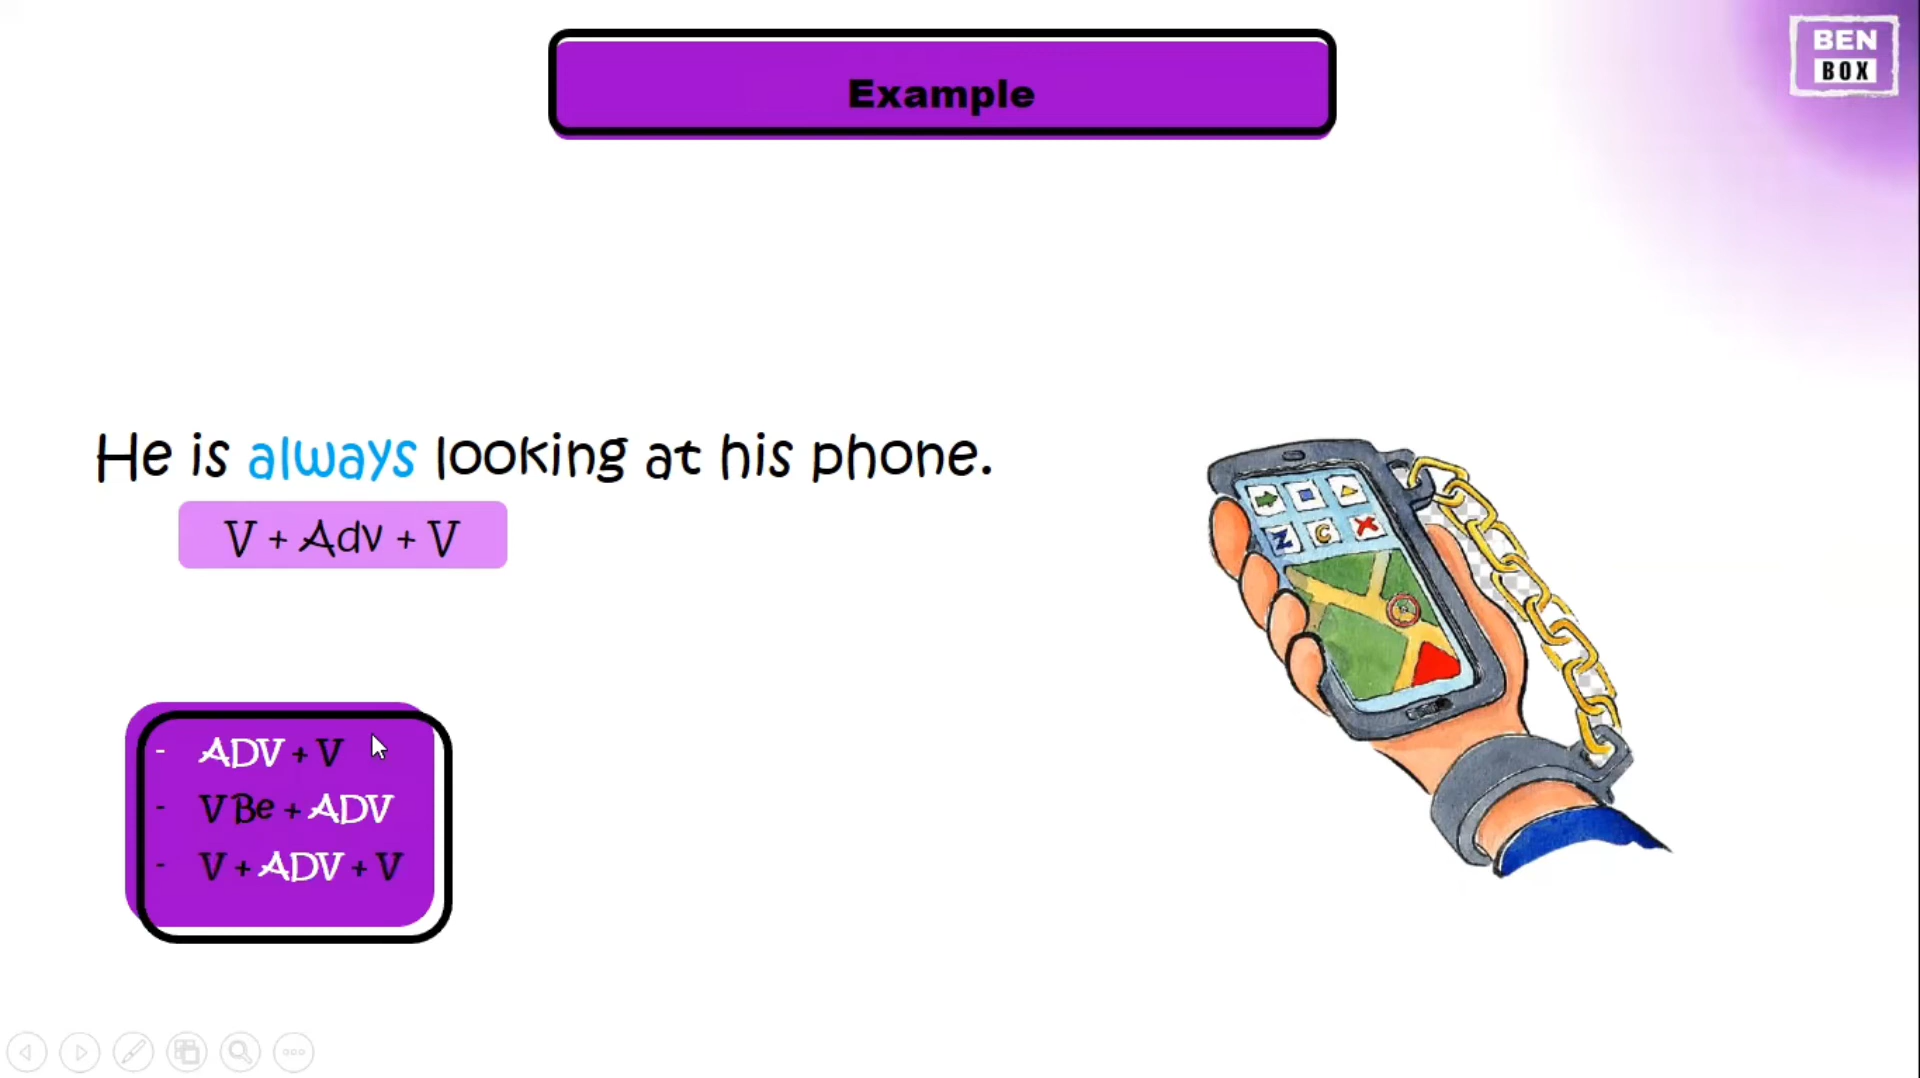 BEN
BOX
Example
He is always looking at his phone.
V + Adv + V
- ADV + V
- V Be + ADV
- V + ADV + V
Z C